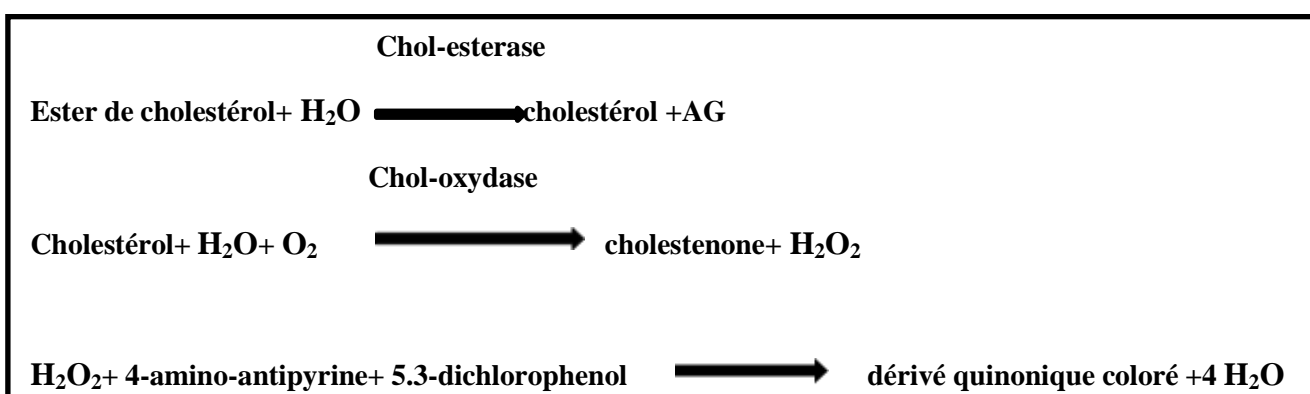 Chol-esterase
Ester de cholestérol+ H₂O cholestérol +AG
Chol-oxydase
Cholestérol+ H₂O+ O₂ cholestenone+ H₂O₂
H₂O₂+ 4-amino-antipyrine+ 5.3-dichlorophenol dérivé quinonique coloré +4 H₂O